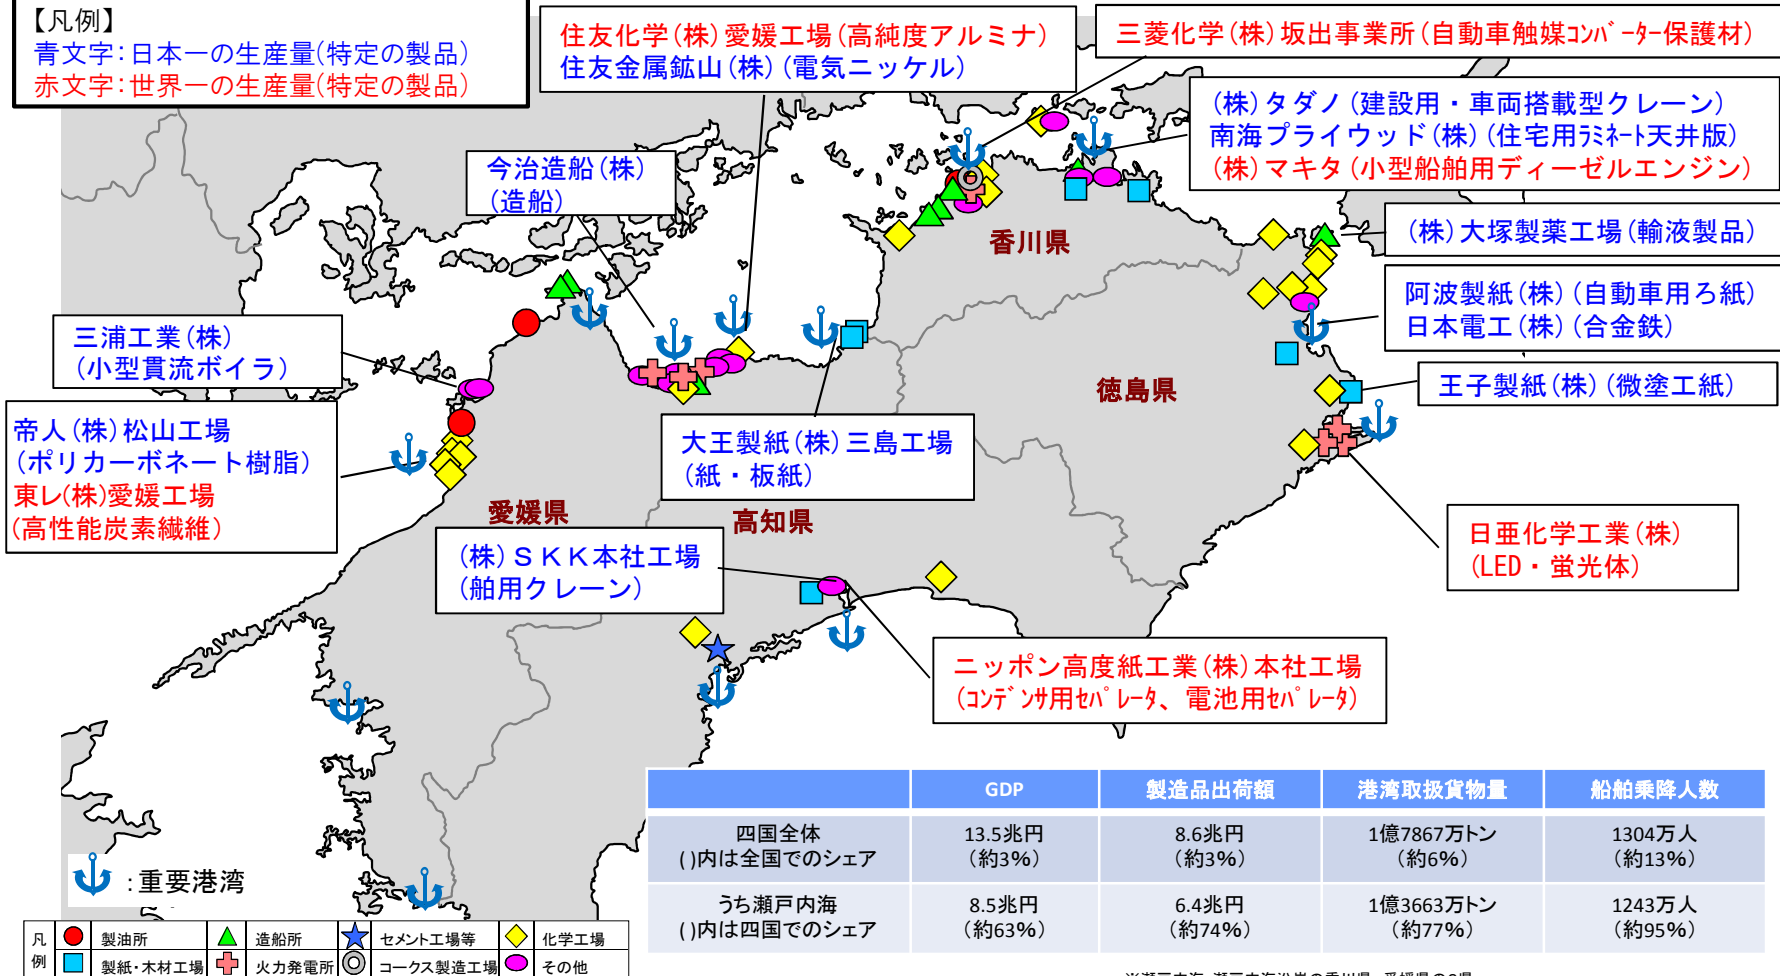 【凡例】
青文字：日本一の生産量(特定の製品)
赤文字：世界一の生産量(特定の製品)
住友化学(株)愛媛工場(高純度アルミナ)
住友金属鉱山(株)(電気ニッケル)
三菱化学(株)坂出事業所(自動車触媒ｺﾝﾊﾞｰﾀｰ保護材)
(株)タダノ(建設用・車両搭載型クレーン)
南海プライウッド(株)(住宅用ﾗﾐﾈｰﾄ天井版)
(株)マキタ(小型船舶用ディーゼルエンジン)
今治造船(株)
(造船)
香川県
(株)大塚製薬工場(輸液製品)
阿波製紙(株)(自動車用ろ紙)
日本電工(株)(合金鉄)
三浦工業(株)
(小型貫流ボイラ)
徳島県
王子製紙(株)(微塗工紙)
帝人(株)松山工場
(ポリカーボネート樹脂)
東レ(株)愛媛工場
(高性能炭素繊維)
大王製紙(株)三島工場
(紙・板紙)
愛媛県
高知県
日亜化学工業(株)
(LED・蛍光体)
(株)ＳＫＫ本社工場
(舶用クレーン)
ニッポン高度紙工業(株)本社工場
(ｺﾝﾃﾞﾝｻ用ｾﾊﾟﾚｰﾀ、電池用ｾﾊﾟﾚｰﾀ)
GDP 製造品出荷額 港湾取扱貨物量 船舶乗降人数
四国全体 13.5兆円 8.6兆円 1億7867万トン 1304万人
()内は全国でのシェア (約3%) (約3%) (約6%) (約13%)
うち瀬戸内海 8.5兆円 6.4兆円 1億3663万トン 1243万人
()内は四国でのシェア (約63%) (約74%) (約77%) (約95%)
：重要港湾
凡例 製油所 造船所 セメント工場等 化学工場
製紙・木材工場 火力発電所 コークス製造工場 その他